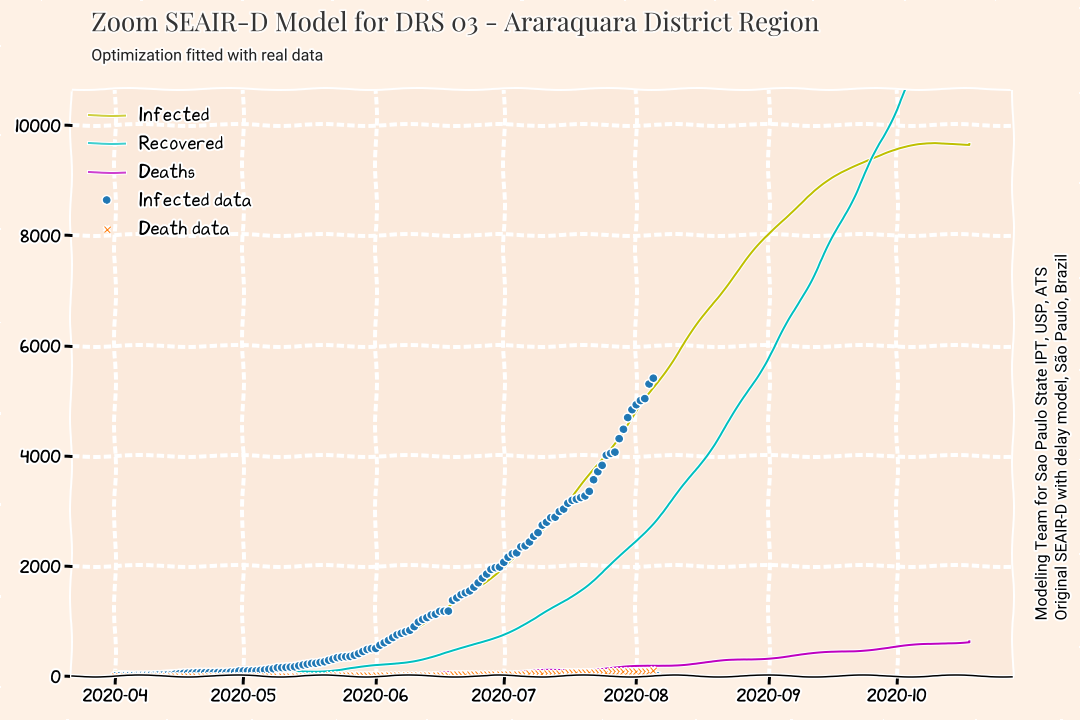 Zoom SEAIR-D Model for DRS 03 - Araraquara District Region
Optimization fitted with real data
Infected
Recovered
Deaths
Infected data
Death data
10000
8000
6000
4000
2000
0
2020-04
2020-05
2020-06
2020-07
2020-08
2020-09
2020-10
Modeling Team for Sao Paulo State IPT, USP, ATS
Original SEAIR-D with delay model, São Paulo, Brazil